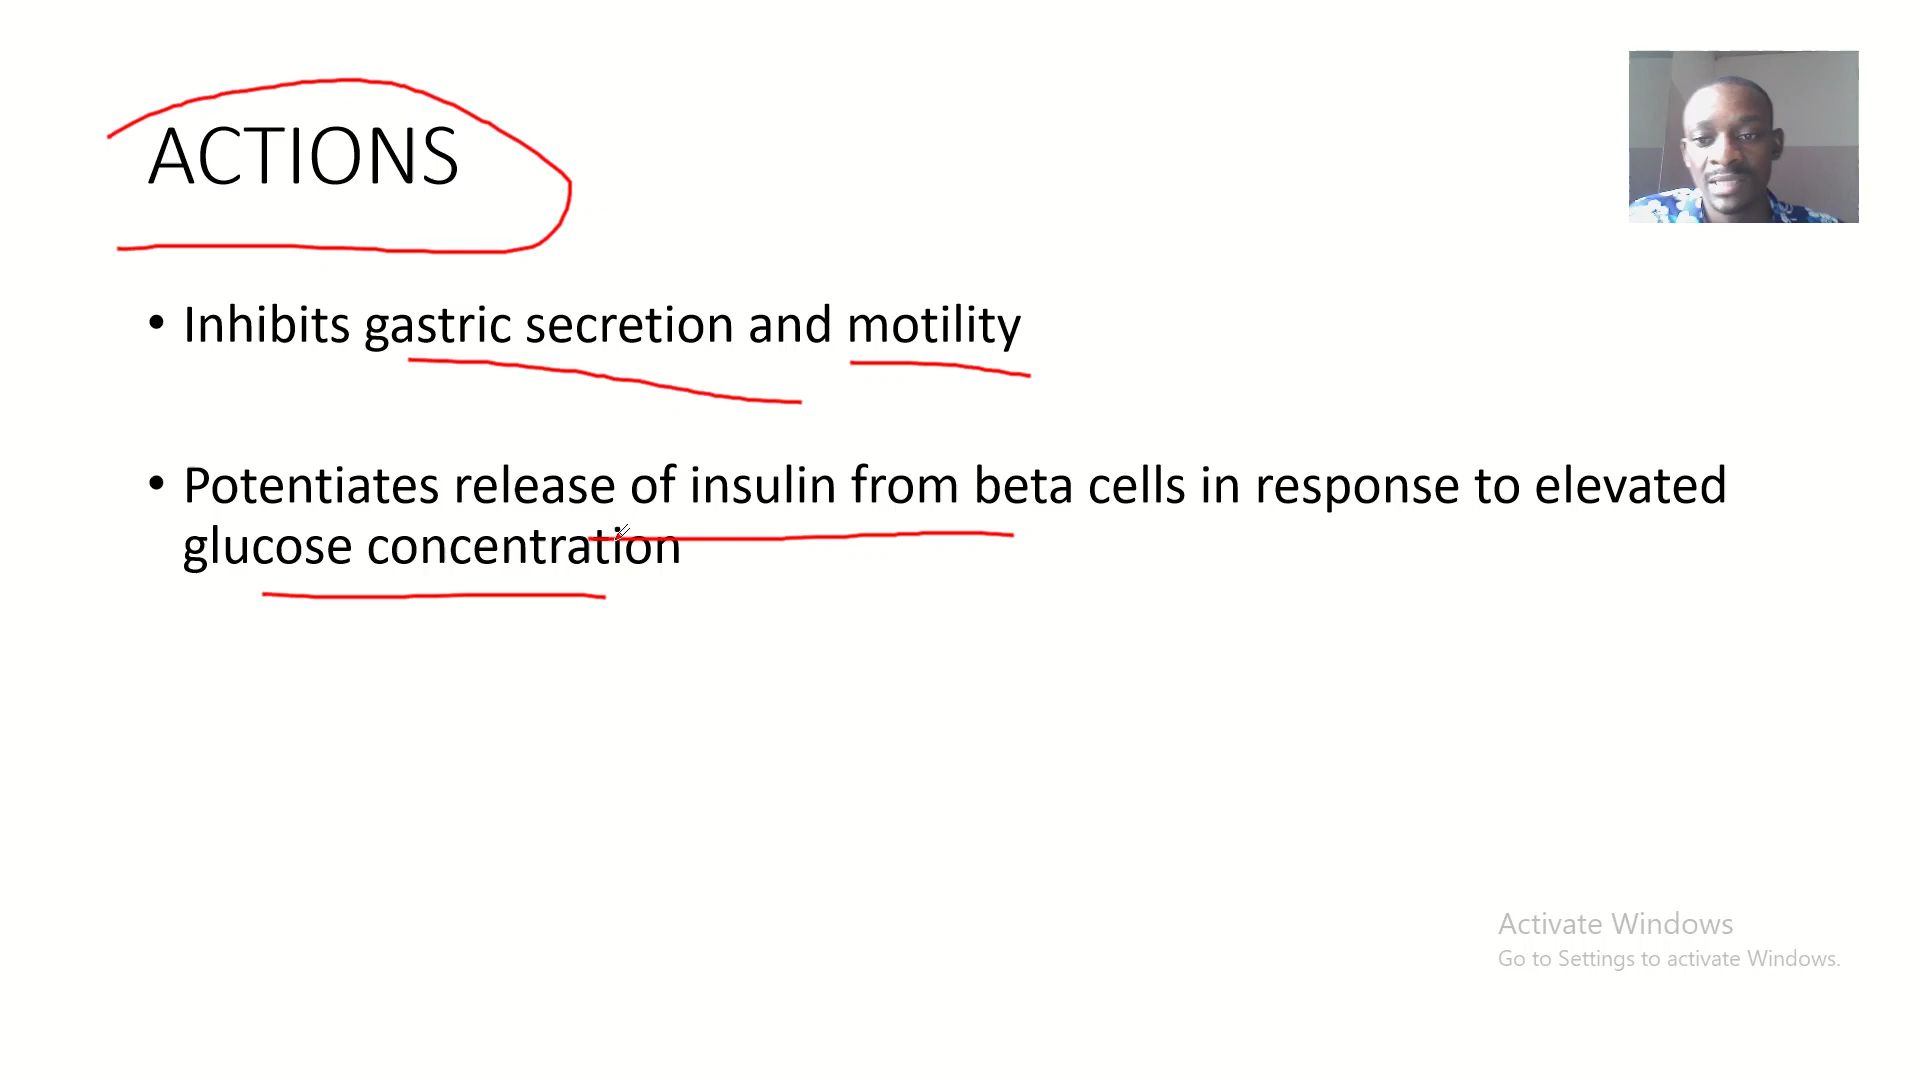 ACTIONS
• Inhibits gastric secretion and motility
• Potentiates release of insulin from beta cells in response to elevated
glucose concentration
Activate Windows
Go to Settings to activate Windows.